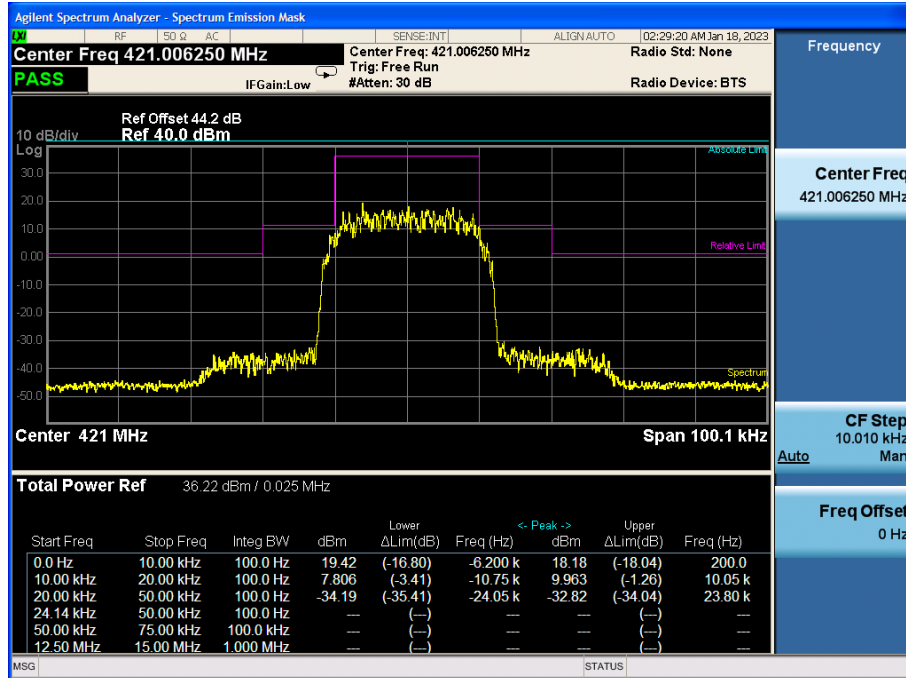 Agilent Spectrum Analyzer - Spectrum Emission Mask
LXI RF 50 Ω AC SENSE:INT ALIGN AUTO 02:29:20 AM Jan 18, 2023
Center Freq 421.006250 MHz Center Freq: 421.006250 MHz Radio Std: None
Trig: Free Run
PASS IFGain:Low #Atten: 30 dB Radio Device: BTS
Frequency
Ref Offset 44.2 dB
10 dB/div Ref 40.0 dBm
Log Absolute Limit
30.0
20.0
10.0
Relative Limit
0.00
-10.0
-20.0
-30.0
-40.0
Spectrum
-50.0
Center 421 MHz Span 100.1 kHz
Center Freq
421.006250 MHz
CF Step
10.010 kHz
Auto Man
Freq Offset
0 Hz
Total Power Ref 36.22 dBm / 0.025 MHz
Lower <- Peak -> Upper
Start Freq Stop Freq Integ BW dBm ΔLim(dB) Freq (Hz) dBm ΔLim(dB) Freq (Hz)
0.0 Hz 10.00 kHz 100.0 Hz 19.42 (-16.80) -6.200 k 18.18 (-18.04) 200.0
10.00 kHz 20.00 kHz 100.0 Hz 7.806 (-3.41) -10.75 k 9.963 (-1.26) 10.05 k
20.00 kHz 50.00 kHz 100.0 Hz -34.19 (-35.41) -24.05 k -32.82 (-34.04) 23.80 k
24.14 kHz 50.00 kHz 100.0 Hz --- (---) --- --- (---) ---
50.00 kHz 75.00 kHz 100.0 kHz --- (---) --- --- (---) ---
12.50 MHz 15.00 MHz 1.000 MHz --- (---) --- --- (---) ---
MSG STATUS